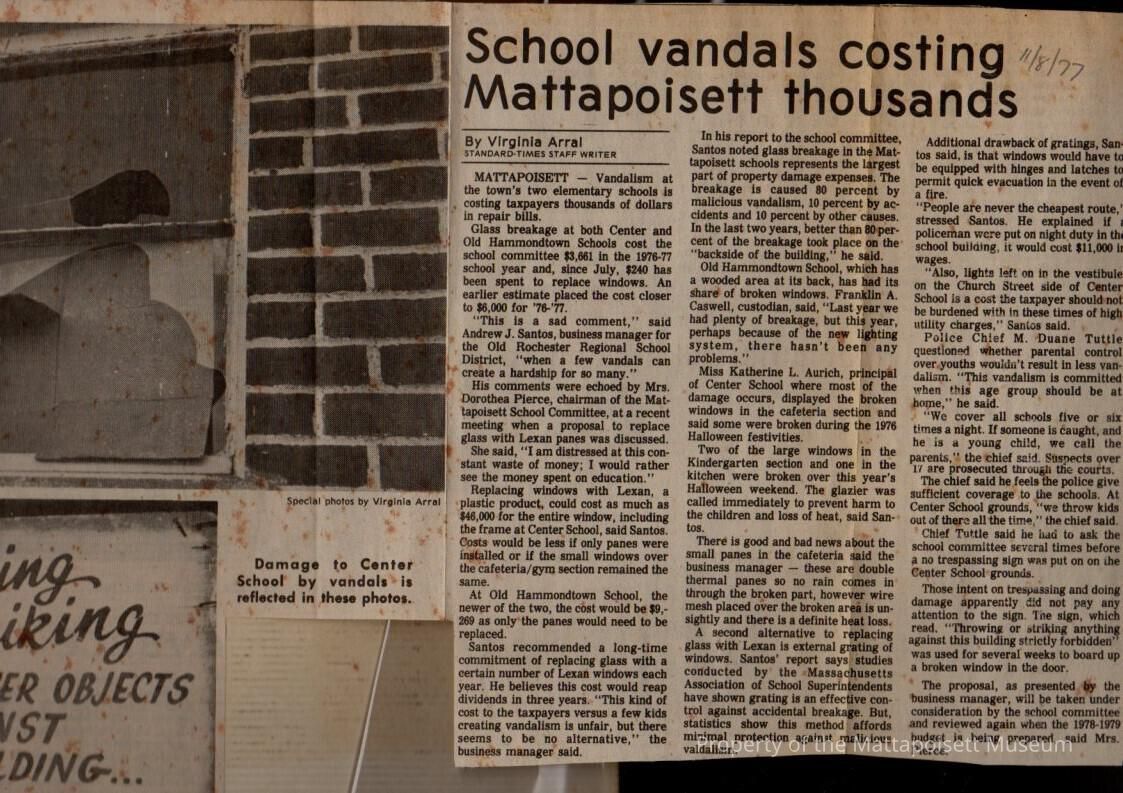 School vandals costing
Mattapoisett thousands
11/8/77
By Virginia Arral
STANDARD-TIMES STAFF WRITER
MATTAPOISETT — Vandalism at
the town's two elementary schools is
costing taxpayers thousands of dollars
in repair bills.
Glass breakage at both Center and
Old Hammondtown Schools cost the
school committee $3,661 in the 1976-77
school year and, since July, $240 has
been spent to replace windows. An
earlier estimate placed the cost closer
to $6,000 for '76-'77.
"This is a sad comment," said
Andrew J. Santos, business manager for
the Old Rochester Regional School
District, "when a few vandals can
create a hardship for so many."
His comments were echoed by Mrs.
Dorothea Pierce, chairman of the Mat-
tapoisett School Committee, at a recent
meeting when a proposal to replace
glass with Lexan panes was discussed.
She said, "I am distressed at this con-
stant waste of money; I would rather
see the money spent on education."
Replacing windows with Lexan, a
plastic product, could cost as much as
$46,000 for the entire window, including
the frame at Center School, said Santos.
Costs would be less if only panes were
installed or if the small windows over
the cafeteria/gym section remained the
same.
At Old Hammondtown School, the
newer of the two, the cost would be $9,-
269 as only the panes would need to be
replaced.
Santos recommended a long-time
commitment of replacing glass with a
certain number of Lexan windows each
year. He believes this cost would reap
dividends in three years. "This kind of
cost to the taxpayers versus a few kids
creating vandalism is unfair, but there
seems to be no alternative," the
business manager said.
In his report to the school committee,
Santos noted glass breakage in the Mat-
tapoisett schools represents the largest
part of property damage expenses. The
breakage is caused 80 percent by
malicious vandalism, 10 percent by ac-
cidents and 10 percent by other causes.
In the last two years, better than 80 per-
cent of the breakage took place on the
"backside of the building," he said.
Old Hammondtown School, which has
a wooded area at its back, has had its
share of broken windows. Franklin A.
Caswell, custodian, said, "Last year we
had plenty of breakage, but this year,
perhaps because of the new lighting
system, there hasn't been any
problems."
Miss Katherine L. Aurich, principal
of Center School where most of the
damage occurs, displayed the broken
windows in the cafeteria section and
said some were broken during the 1976
Halloween festivities.
Two of the large windows in the
Kindergarten section and one in the
kitchen were broken over this year's
Halloween weekend. The glazier was
called immediately to prevent harm to
the children and loss of heat, said San-
tos.
There is good and bad news about the
small panes in the cafeteria said the
business manager — these are double
thermal panes so no rain comes in
through the broken part, however wire
mesh placed over the broken area is un-
sightly and there is a definite heat loss.
A second alternative to replacing
glass with Lexan is external grating of
windows. Santos' report says studies
conducted by the Massachusetts
Association of School Superintendents
have shown grating is an effective con-
trol against accidental breakage. But,
statistics show this method affords
minimal protection against malicious
vandalism.
Additional drawback of gratings, San-
tos said, is that windows would have to
be equipped with hinges and latches to
permit quick evacuation in the event of
a fire.
"People are never the cheapest route,"
stressed Santos. He explained if a
policeman were put on night duty in the
school building, it would cost $11,000 in
wages.
"Also, lights left on in the vestibule
on the Church Street side of Center
School is a cost the taxpayer should not
be burdened with in these times of high
utility charges," Santos said.
Police Chief M. Duane Tuttle
questioned whether parental control
over youths wouldn't result in less van-
dalism. "This vandalism is committed
when this age group should be at
home," he said.
"We cover all schools five or six
times a night. If someone is caught, and
he is a young child, we call the
parents," the chief said. Suspects over
17 are prosecuted through the courts.
The chief said he feels the police give
sufficient coverage to the schools. At
Center School grounds, "we throw kids
out of there all the time," the chief said.
Chief Tuttle said he had to ask the
school committee several times before
a no trespassing sign was put on on the
Center School grounds.
Those intent on trespassing and doing
damage apparently did not pay any
attention to the sign. The sign, which
read, "Throwing or striking anything
against this building strictly forbidden"
was used for several weeks to board up
a broken window in the door.
The proposal, as presented by the
business manager, will be taken under
consideration by the school committee
and reviewed again when the 1978-1979
budget is being prepared, said Mrs.
Pierce.
Special photos by Virginia Arral
Damage to Center
School by vandals is
reflected in these photos.
ing
iking
ER OBJECTS
NST
LDING...
Property of the Mattapoisett Museum